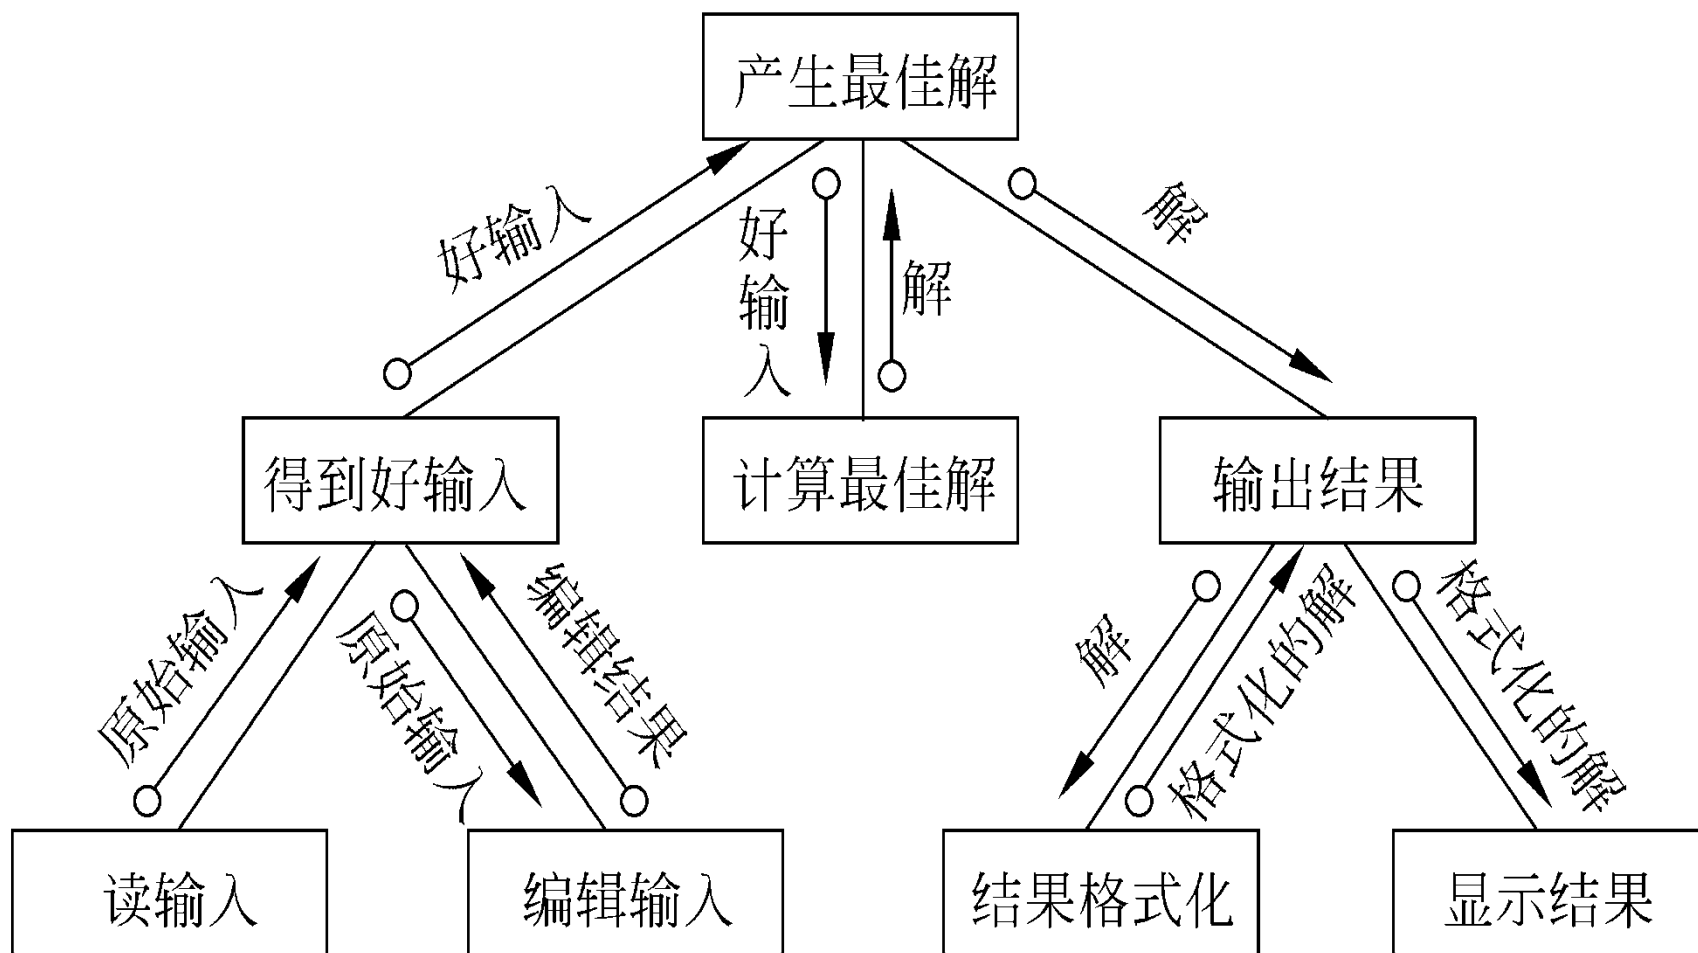 产生最佳解
好输入
好输入
解
解
得到好输入
计算最佳解
输出结果
原始输入
原始输入
编辑结果
解
格式化的解
格式化的解
读输入
编辑输入
结果格式化
显示结果